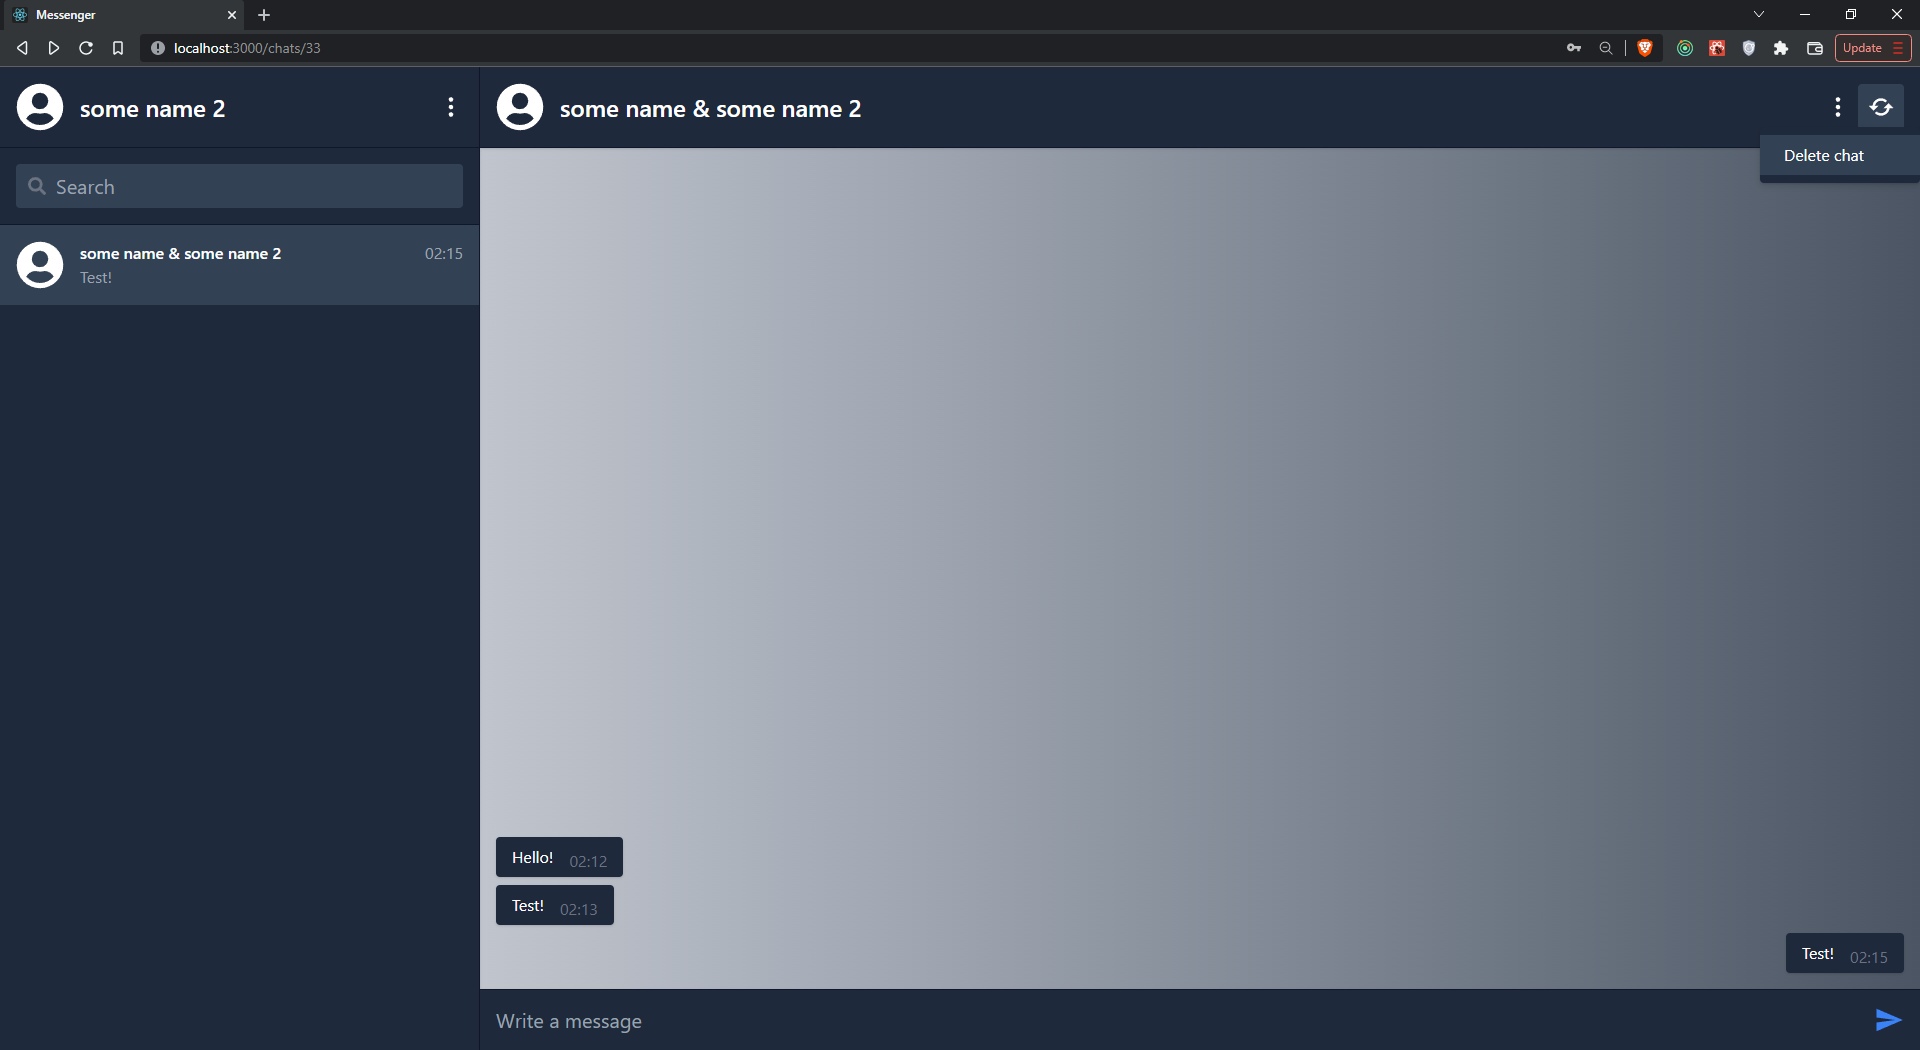 Messenger
localhost:3000/chats/33
Update
some name 2
some name & some name 2
Delete chat
Search
some name & some name 2 02:15
Test!
Hello! 02:12
Test! 02:13
Test! 02:15
Write a message